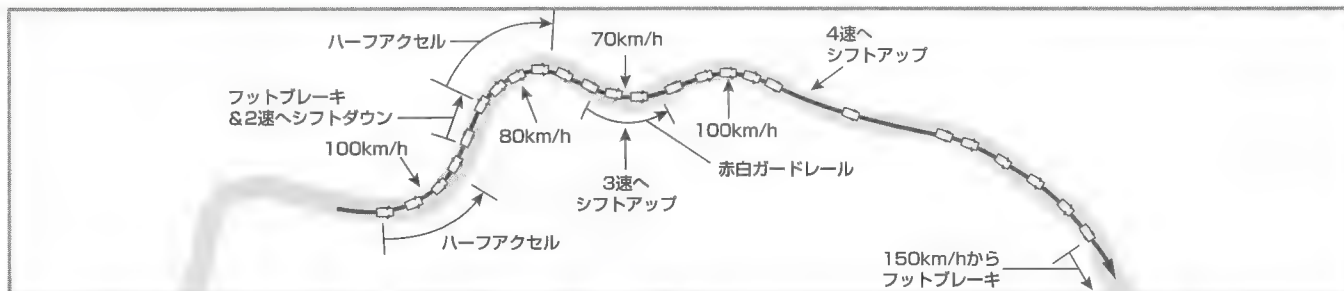 ハーフアクセル
フットブレーキ
&2速へシフトダウン
100km/h
80km/h
ハーフアクセル
70km/h
3速へ
シフトアップ
赤白ガードレール
100km/h
4速へ
シフトアップ
150km/hから
フットブレーキ